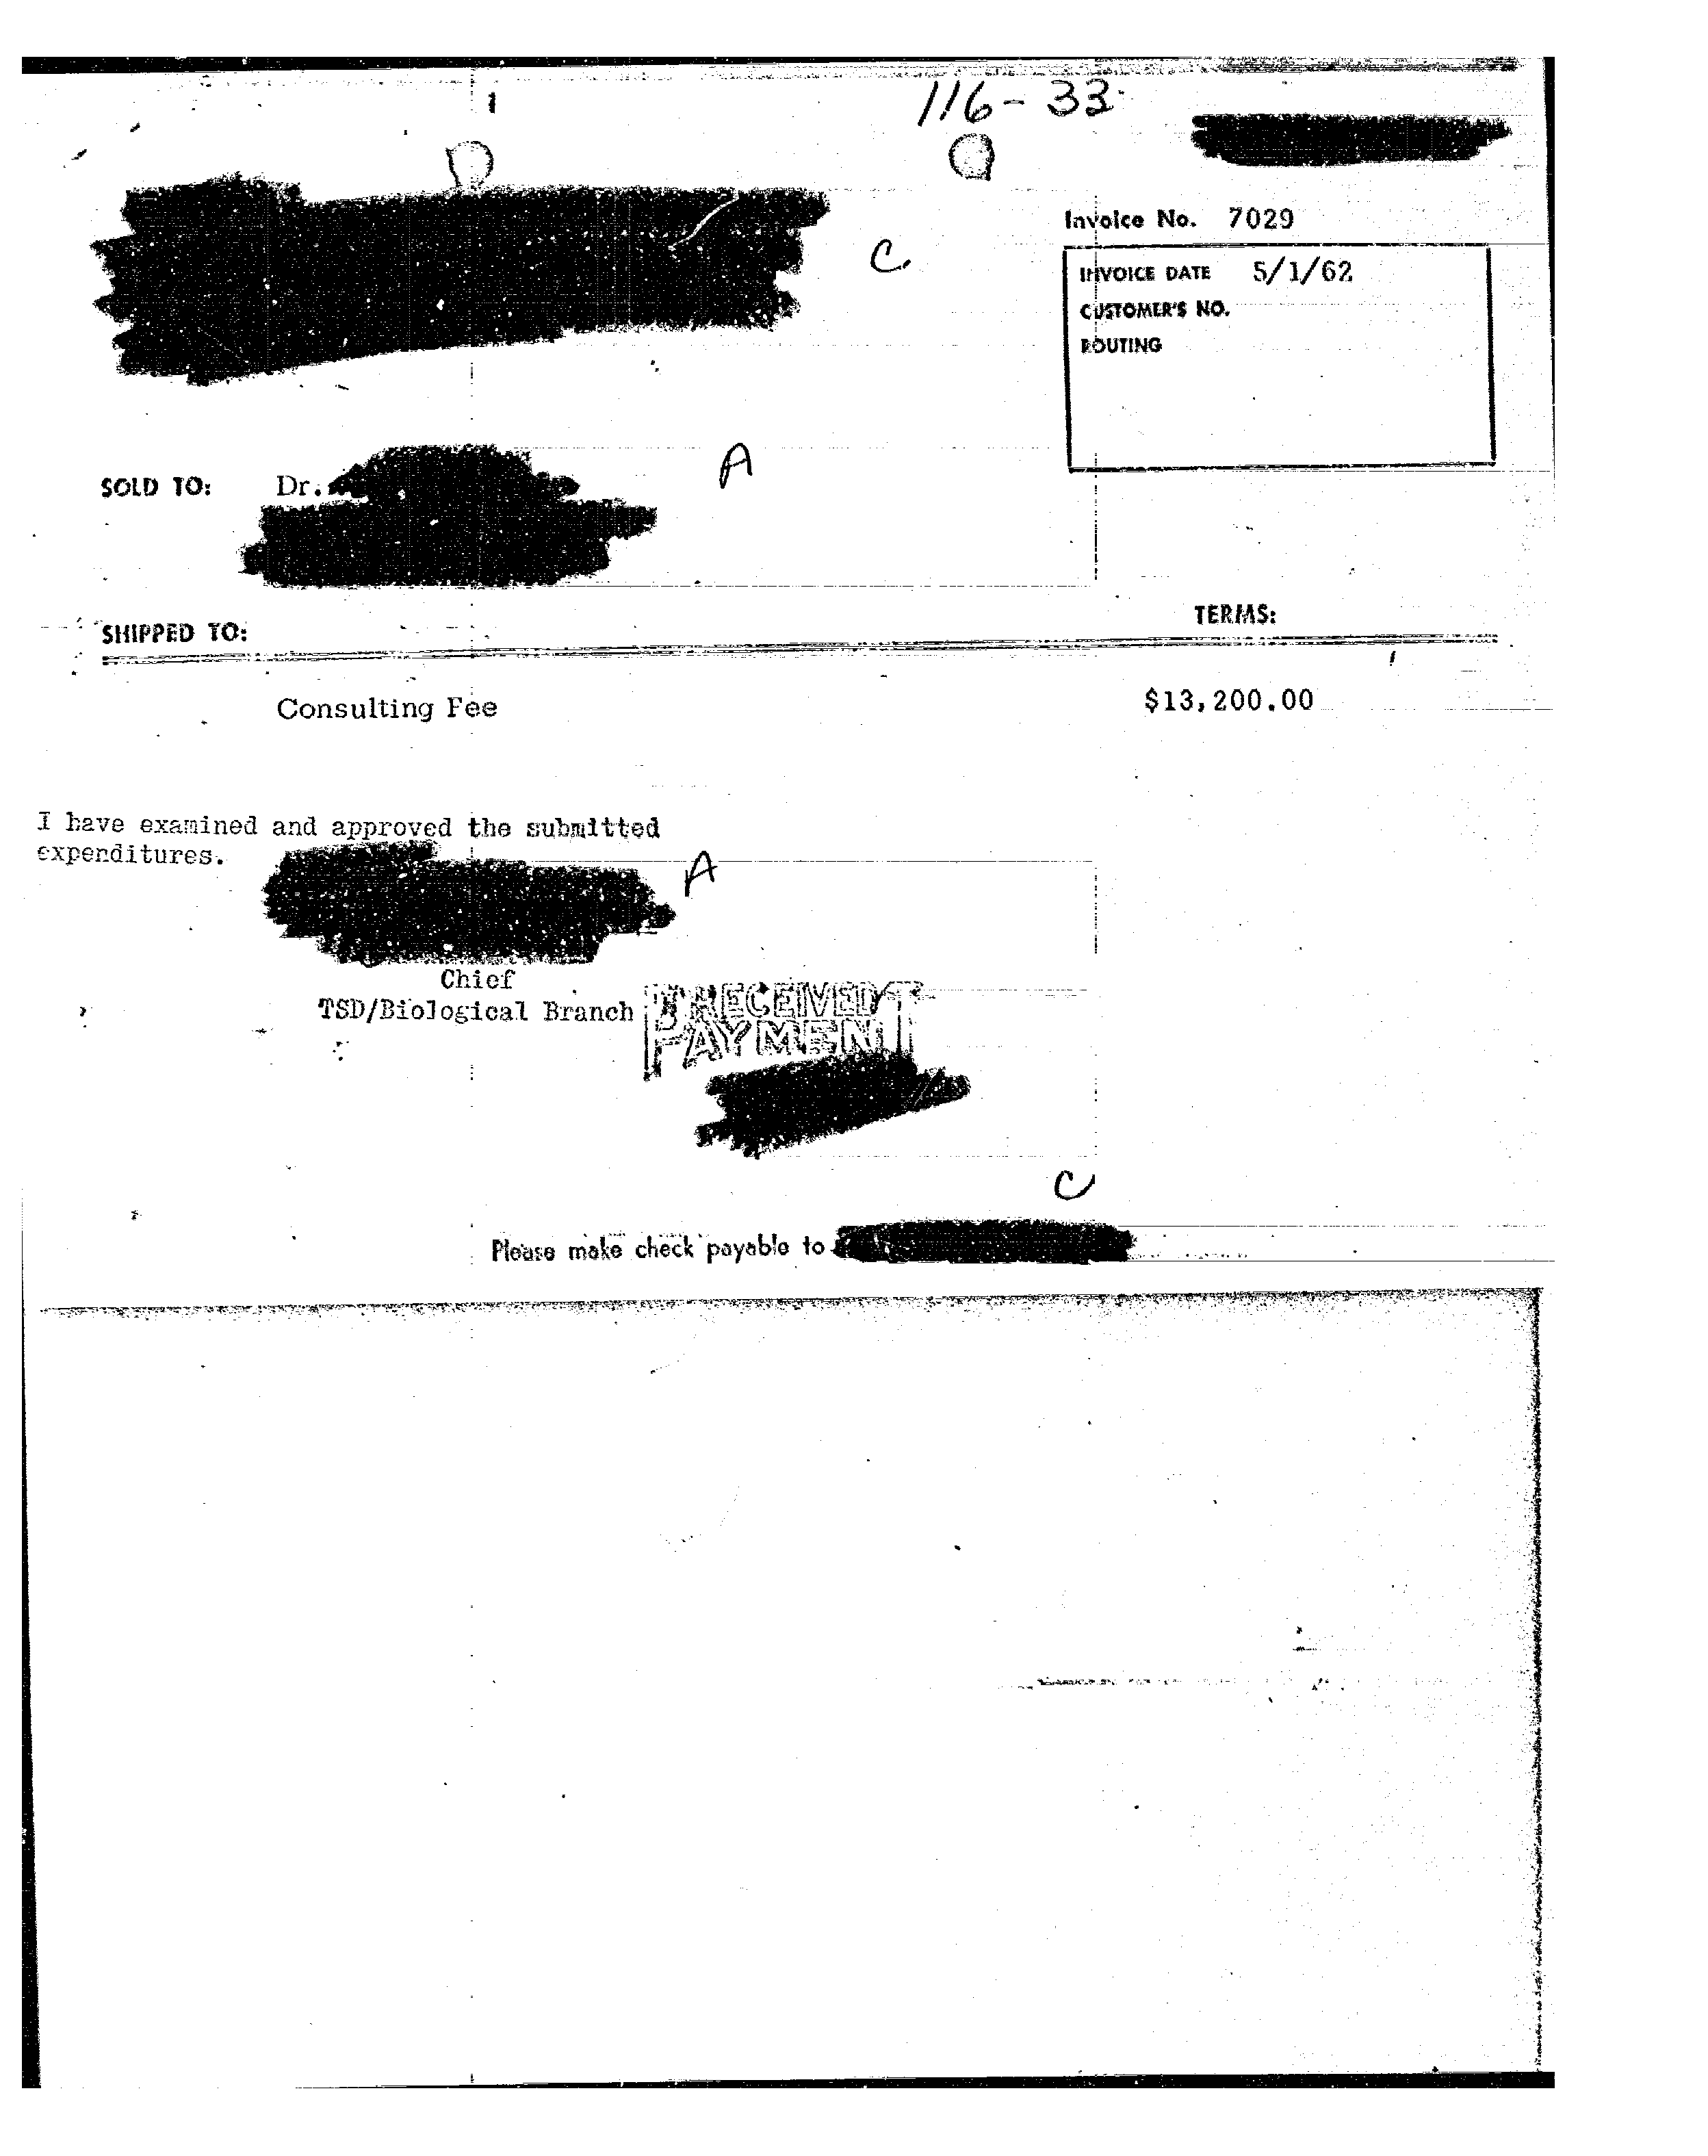 116-33
Invoice No. 7029
C.
INVOICE DATE 5/1/62
CUSTOMER'S NO.
ROUTING
A
SOLD TO: Dr.
TERMS:
SHIPPED TO:
Consulting Fee $13,200.00
I have examined and approved the submitted
expenditures.
A
Chief
TSD/Biological Branch
RECEIVED
PAYMENT
C
Please make check payable to